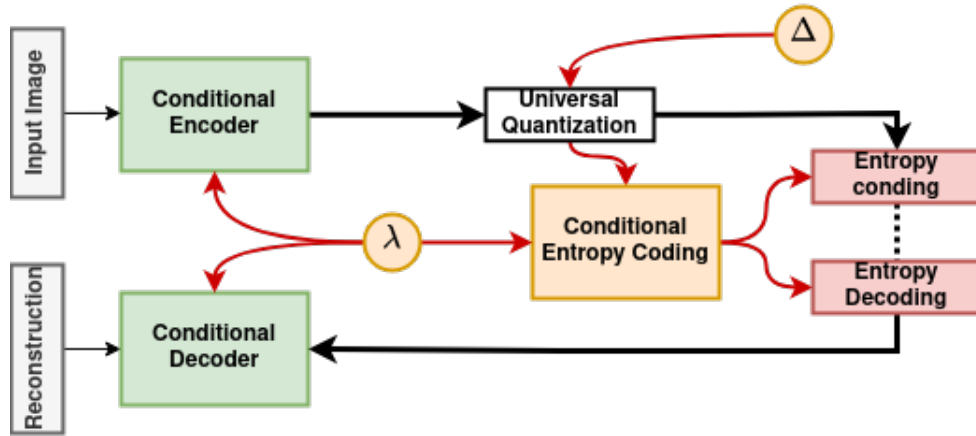 Input Image
Conditional
Encoder
Universal
Quantization
Δ
Entropy
conding
λ
Conditional
Entropy Coding
Entropy
Decoding
Reconstruction
Conditional
Decoder